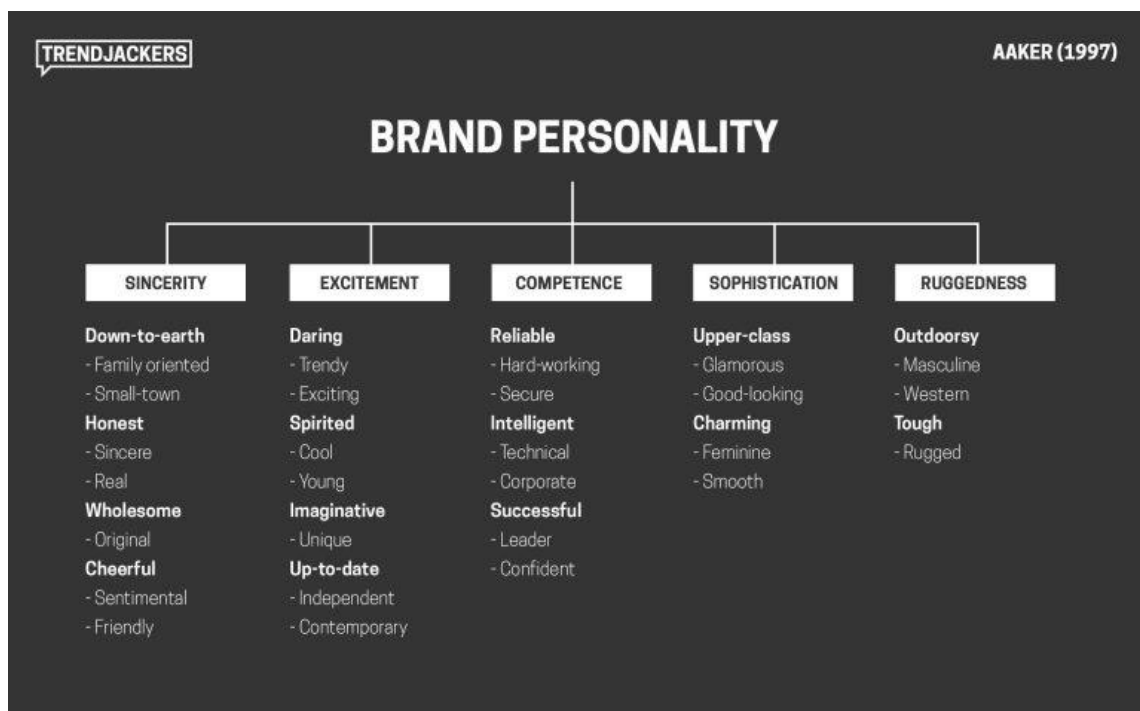 TRENDJACKERS
AAKER (1997)
BRAND PERSONALITY
SINCERITY
Down-to-earth
- Family oriented
- Small-town
Honest
- Sincere
- Real
Wholesome
- Original
Cheerful
- Sentimental
- Friendly
EXCITEMENT
Daring
- Trendy
- Exciting
Spirited
- Cool
- Young
Imaginative
- Unique
Up-to-date
- Independent
- Contemporary
COMPETENCE
Reliable
- Hard-working
- Secure
Intelligent
- Technical
- Corporate
Successful
- Leader
- Confident
SOPHISTICATION
Upper-class
- Glamorous
- Good-looking
Charming
- Feminine
- Smooth
RUGGEDNESS
Outdoorsy
- Masculine
- Western
Tough
- Rugged